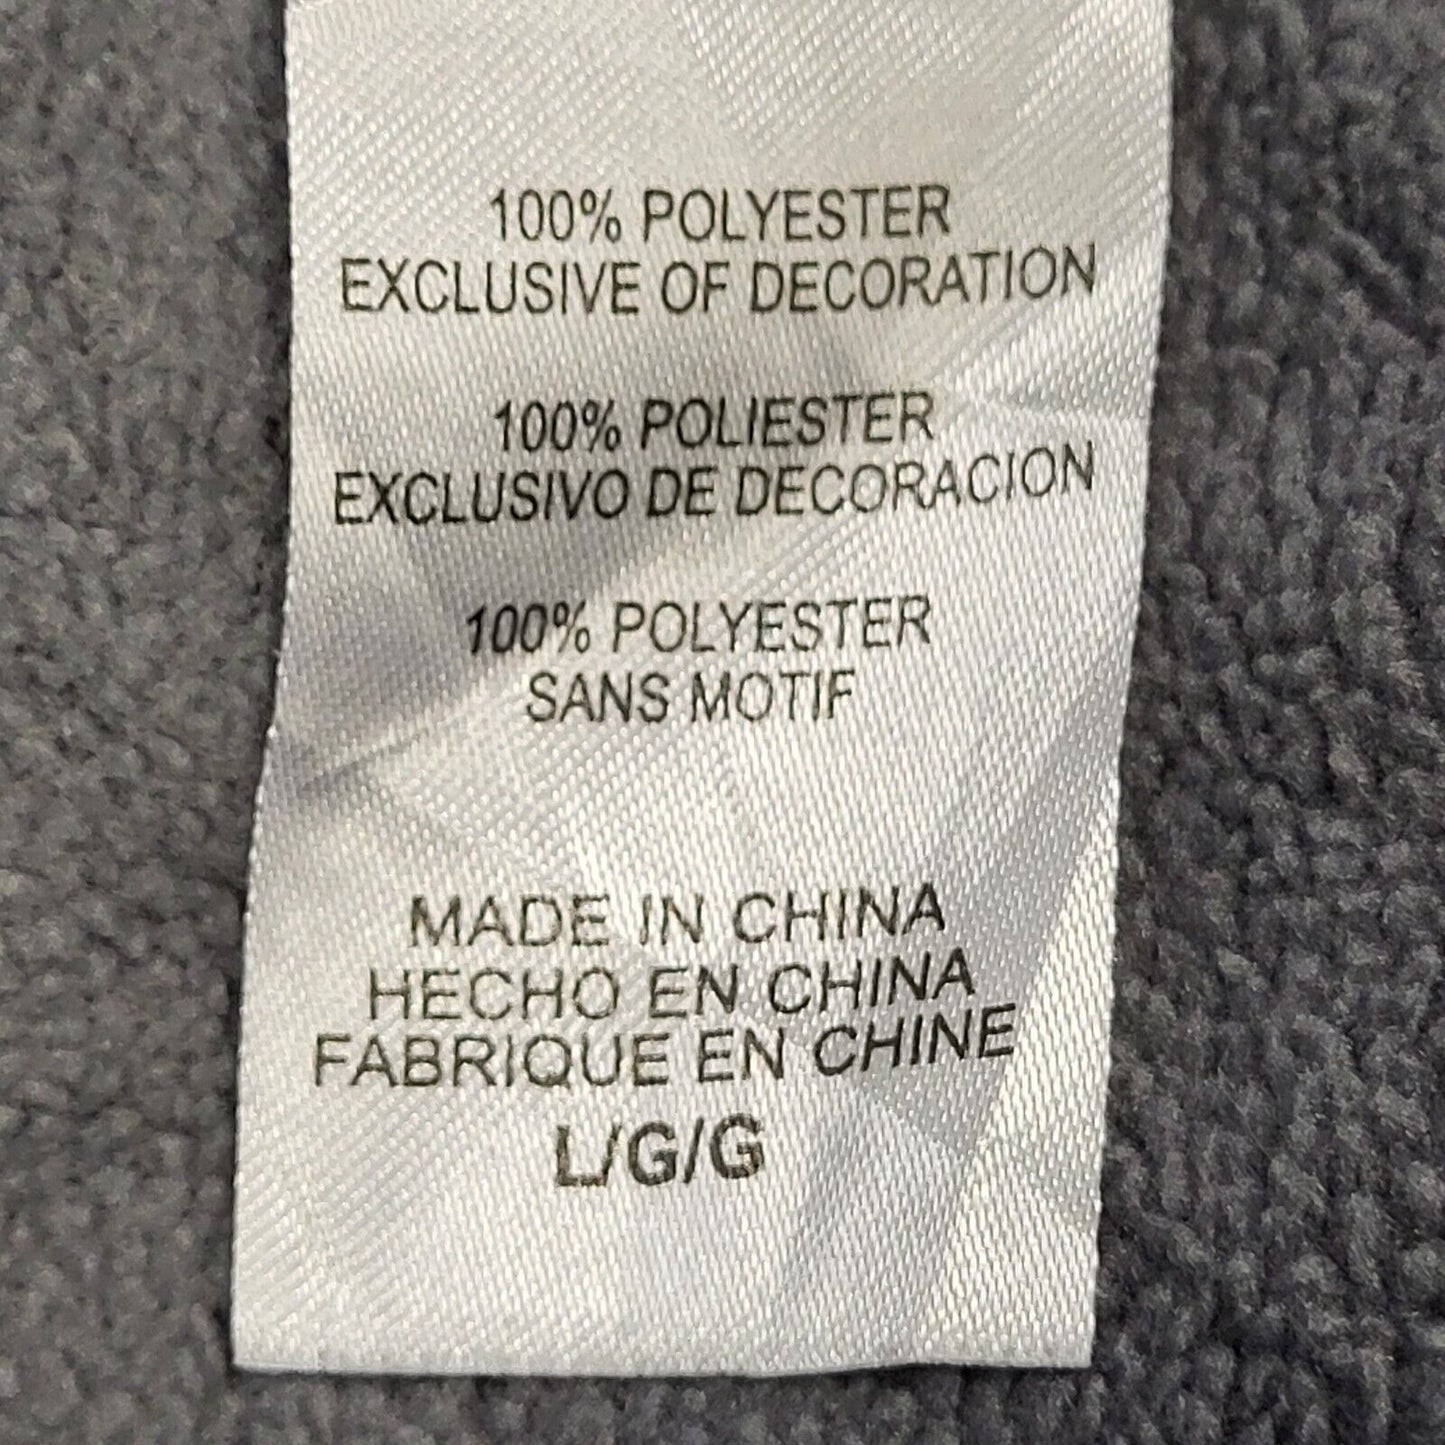 100% POLYESTER
EXCLUSIVE OF DECORATION
100% POLIESTER
EXCLUSIVO DE DECORACION
100% POLYESTER
SANS MOTIF
MADE IN CHINA
HECHO EN CHINA
FABRIQUE EN CHINE
L/G/G